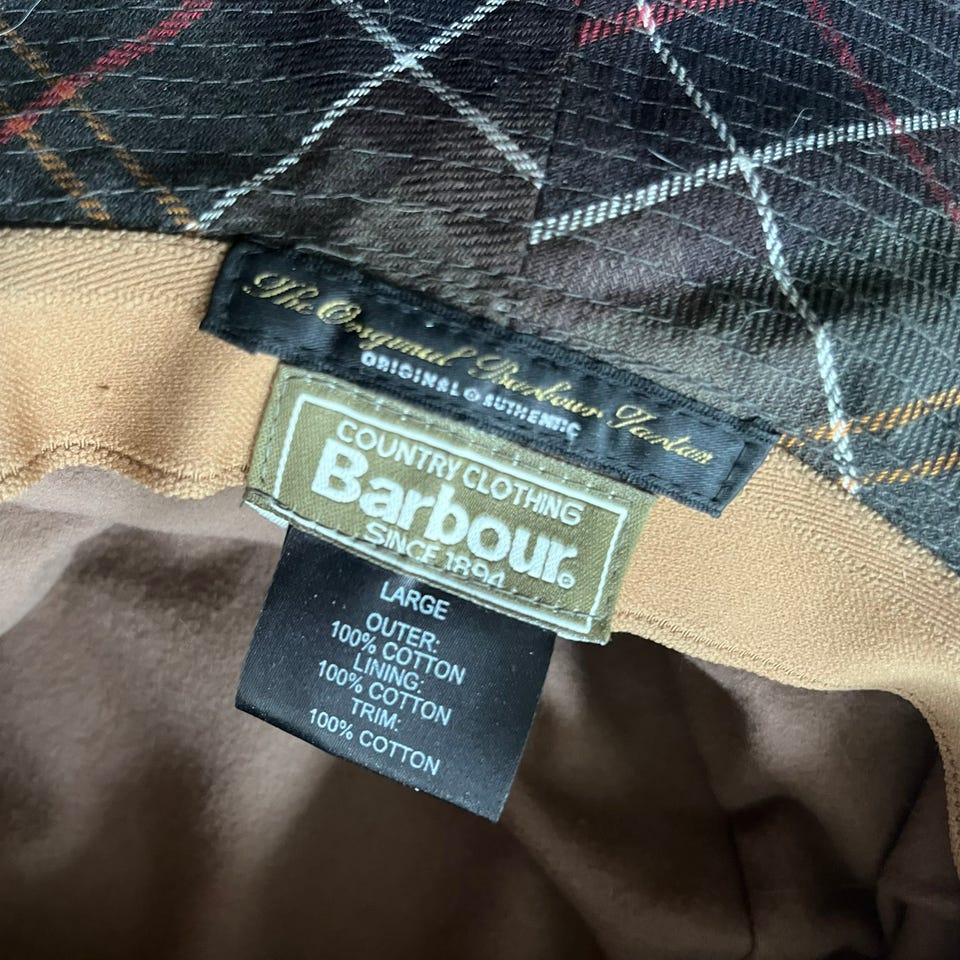 The Original Barbour Tartan
ORIGINAL & AUTHENTIC
COUNTRY CLOTHING
Barbour®
SINCE 1894
LARGE
OUTER:
100% COTTON
LINING:
100% COTTON
TRIM:
100% COTTON